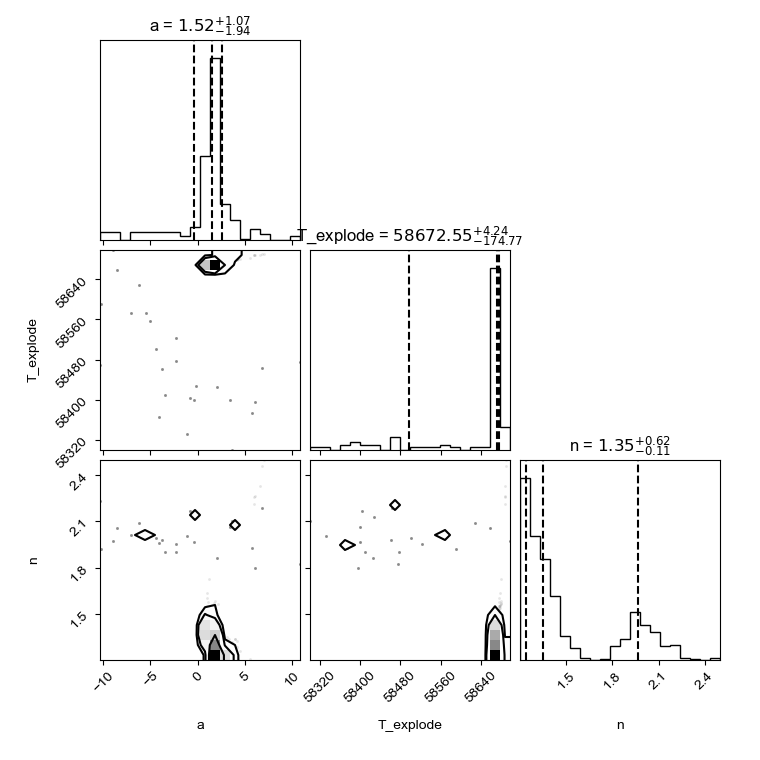 a = 1.52+1.07−1.94
T_explode = 58672.55+4.24−174.77
58640
58560
58480
58400
58320
T_explode
n = 1.35+0.62−0.11
2.4
2.1
1.8
1.5
n
−10 −5 0 5 10
58320 58400 58480 58560 58640
1.5 1.8 2.1 2.4
a T_explode n